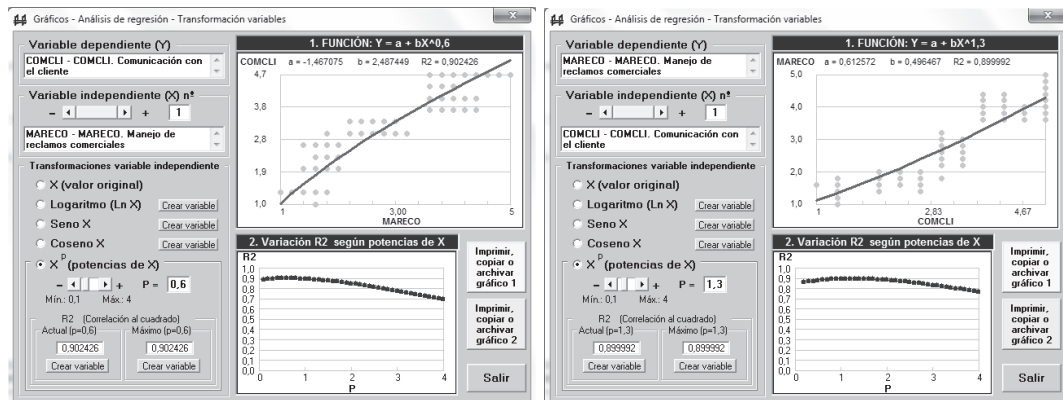 Gráficos - Análisis de regresión - Transformación variables
x
Variable dependiente (Y)
COMCLI - COMCLI. Comunicación con
el cliente
Variable independiente (X) nº
- + 1
MARECO - MARECO. Manejo de
reclamos comerciales
Transformaciones variable independiente
X (valor original)
Logaritmo (Ln X) Crear variable
Seno X Crear variable
Coseno X Crear variable
X^p (potencias de X)
- + P = 0,6
Mín.: 0,1 Máx.: 4
R2 (Correlación al cuadrado)
Actual (p=0,6) Máximo (p=0,6)
0,902426 0,902426
Crear variable Crear variable
1. FUNCIÓN: Y = a + bX^0,6
COMCLI a = -1,467075 b = 2,487449 R2 = 0,902426
4,7
3,8
2,8
1,9
1,0
1 3,00 5
MARECO
2. Variación R2 según potencias de X
R2
1,0
0,9
0,8
0,7
0,6
0,5
0,4
0,3
0,2
0,1
0,0
0 1 2 3 4
P
Imprimir,
copiar o
archivar
gráfico 1
Imprimir,
copiar o
archivar
gráfico 2
Salir
Gráficos - Análisis de regresión - Transformación variables
x
Variable dependiente (Y)
MARECO - MARECO. Manejo de
reclamos comerciales
Variable independiente (X) nº
- + 1
COMCLI - COMCLI. Comunicación con
el cliente
Transformaciones variable independiente
X (valor original)
Logaritmo (Ln X) Crear variable
Seno X Crear variable
Coseno X Crear variable
X^p (potencias de X)
- + P = 1,3
Mín.: 0,1 Máx.: 4
R2 (Correlación al cuadrado)
Actual (p=1,3) Máximo (p=1,3)
0,899992 0,899992
Crear variable Crear variable
1. FUNCIÓN: Y = a + bX^1,3
MARECO a = 0,612572 b = 0,496467 R2 = 0,899992
5,0
4,0
3,0
2,0
1,0
1 2,83 4,67
COMCLI
2. Variación R2 según potencias de X
R2
1,0
0,9
0,8
0,7
0,6
0,5
0,4
0,3
0,2
0,1
0,0
0 1 2 3 4
P
Imprimir,
copiar o
archivar
gráfico 1
Imprimir,
copiar o
archivar
gráfico 2
Salir